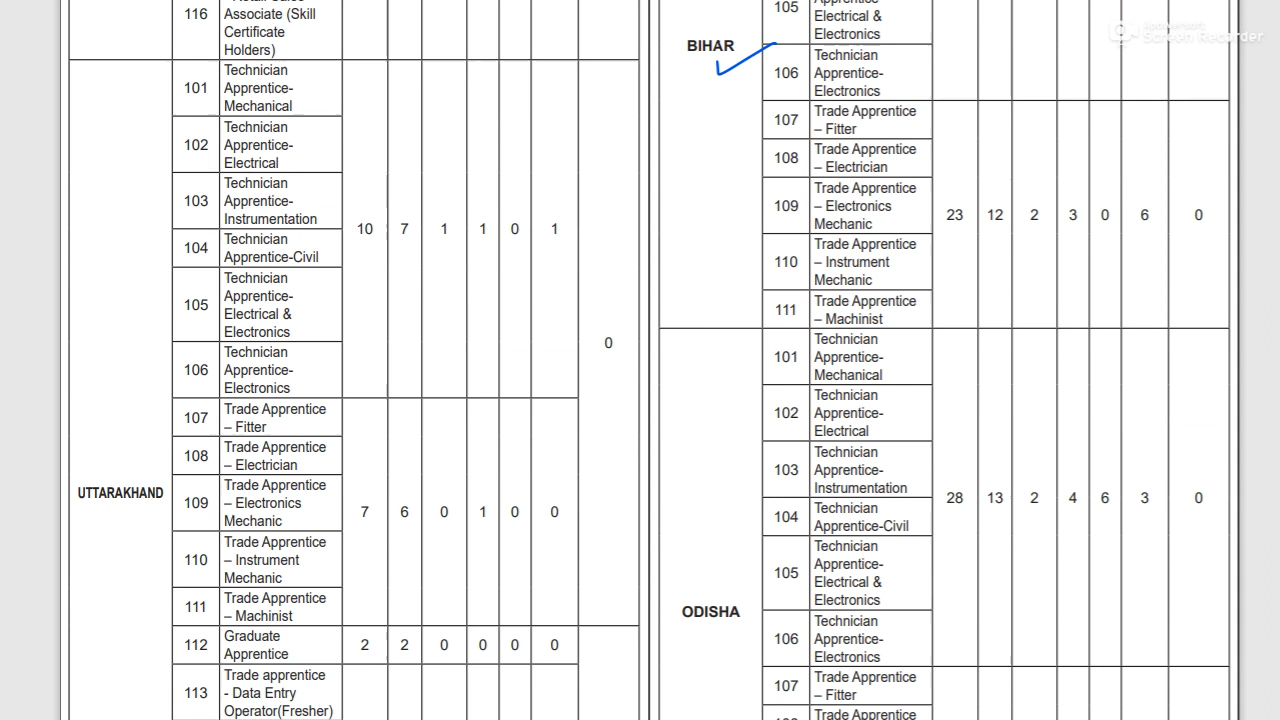 116
Associate (Skill
Certificate
Holders)
UTTARAKHAND
101
Technician
Apprentice-
Mechanical
102
Technician
Apprentice-
Electrical
103
Technician
Apprentice-
Instrumentation
104
Technician
Apprentice-Civil
105
Technician
Apprentice-
Electrical &
Electronics
106
Technician
Apprentice-
Electronics
10 7 1 1 0 1
0
107
Trade Apprentice
– Fitter
108
Trade Apprentice
– Electrician
109
Trade Apprentice
– Electronics
Mechanic
110
Trade Apprentice
– Instrument
Mechanic
111
Trade Apprentice
– Machinist
7 6 0 1 0 0
112
Graduate
Apprentice
2 2 0 0 0 0
113
Trade apprentice
- Data Entry
Operator(Fresher)
BIHAR
105
Apprentice-
Electrical &
Electronics
106
Technician
Apprentice-
Electronics
107
Trade Apprentice
– Fitter
108
Trade Apprentice
– Electrician
109
Trade Apprentice
– Electronics
Mechanic
110
Trade Apprentice
– Instrument
Mechanic
111
Trade Apprentice
– Machinist
23 12 2 3 0 6 0
ODISHA
101
Technician
Apprentice-
Mechanical
102
Technician
Apprentice-
Electrical
103
Technician
Apprentice-
Instrumentation
104
Technician
Apprentice-Civil
105
Technician
Apprentice-
Electrical &
Electronics
106
Technician
Apprentice-
Electronics
28 13 2 4 6 3 0
107
Trade Apprentice
– Fitter
Trade Apprentice
Apowersoft
Screen Recorder